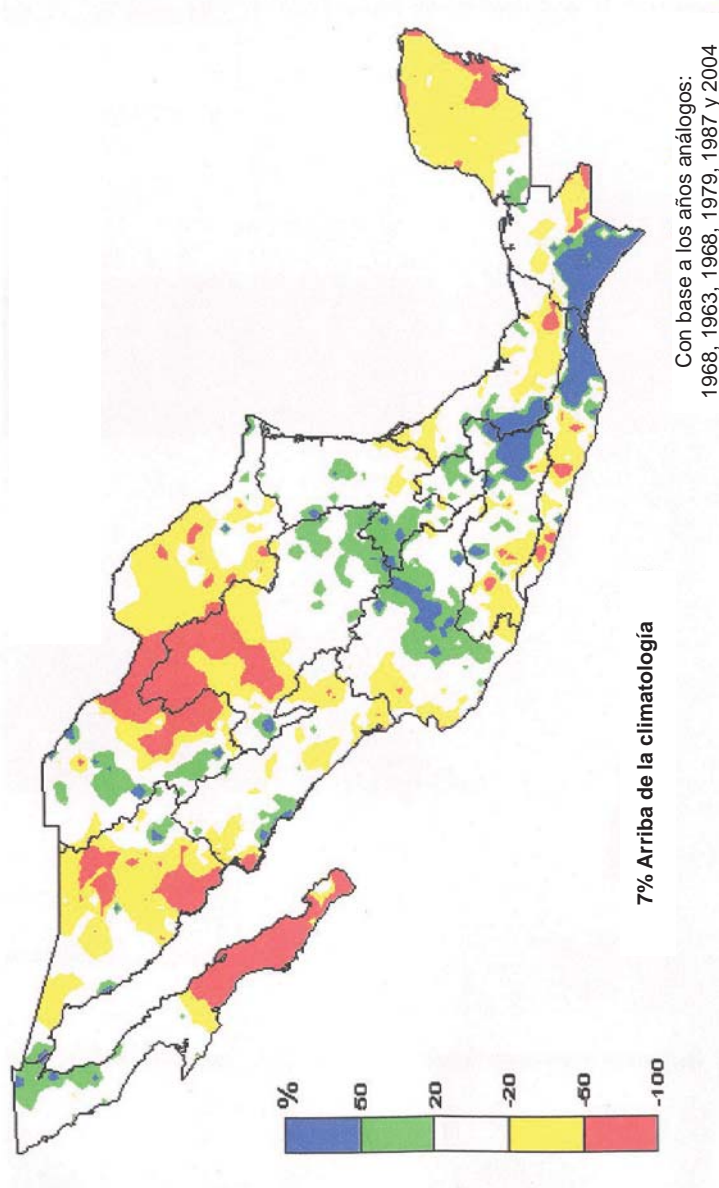 %
50
20
-20
-50
-100
7% Arriba de la climatología
Con base a los años análogos:
1968, 1963, 1968, 1979, 1987 y 2004